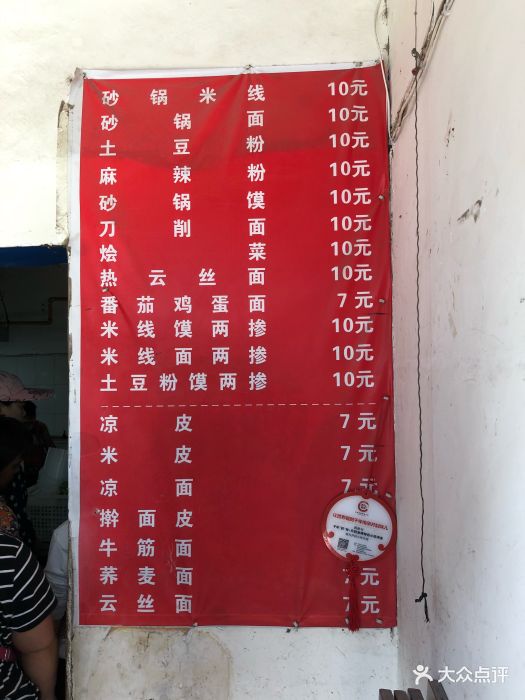 砂锅米线 10元
砂锅面 10元
土豆粉 10元
麻辣粉 10元
砂锅馍 10元
刀削面 10元
烩菜 10元
热云丝面 10元
番茄鸡蛋面 7元
米线馍两掺 10元
米线面两掺 10元
土豆粉馍两掺 10元
凉皮 7元
米皮 7元
凉面 7元
擀面皮
牛筋面
荞麦面 7元
云丝面 7元
大众点评